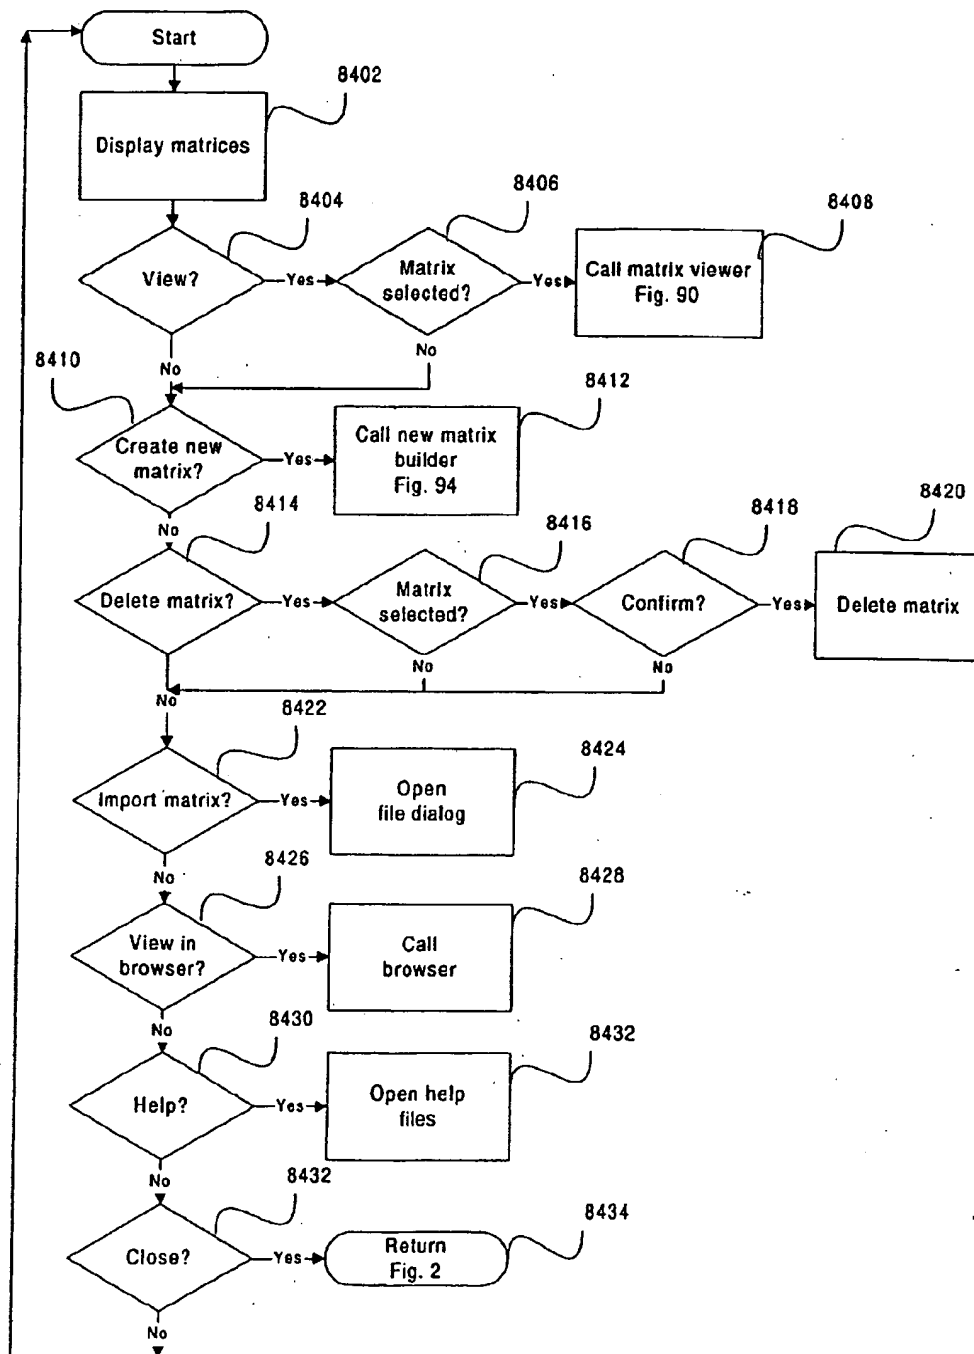 Start
8402
Display matrices
8404
8406
8408
View?
Yes
Matrix
selected?
Yes
Call matrix viewer
Fig. 90
No
No
8410
8412
Create new
matrix?
Yes
Call new matrix
builder
Fig. 94
No
8414
8416
8418
8420
Delete matrix?
Yes
Matrix
selected?
Yes
Confirm?
Yes
Delete matrix
No
No
No
8422
8424
Import matrix?
Yes
Open
file dialog
No
8426
8428
View in
browser?
Yes
Call
browser
No
8430
8432
Help?
Yes
Open help
files
No
8432
8434
Close?
Yes
Return
Fig. 2
No